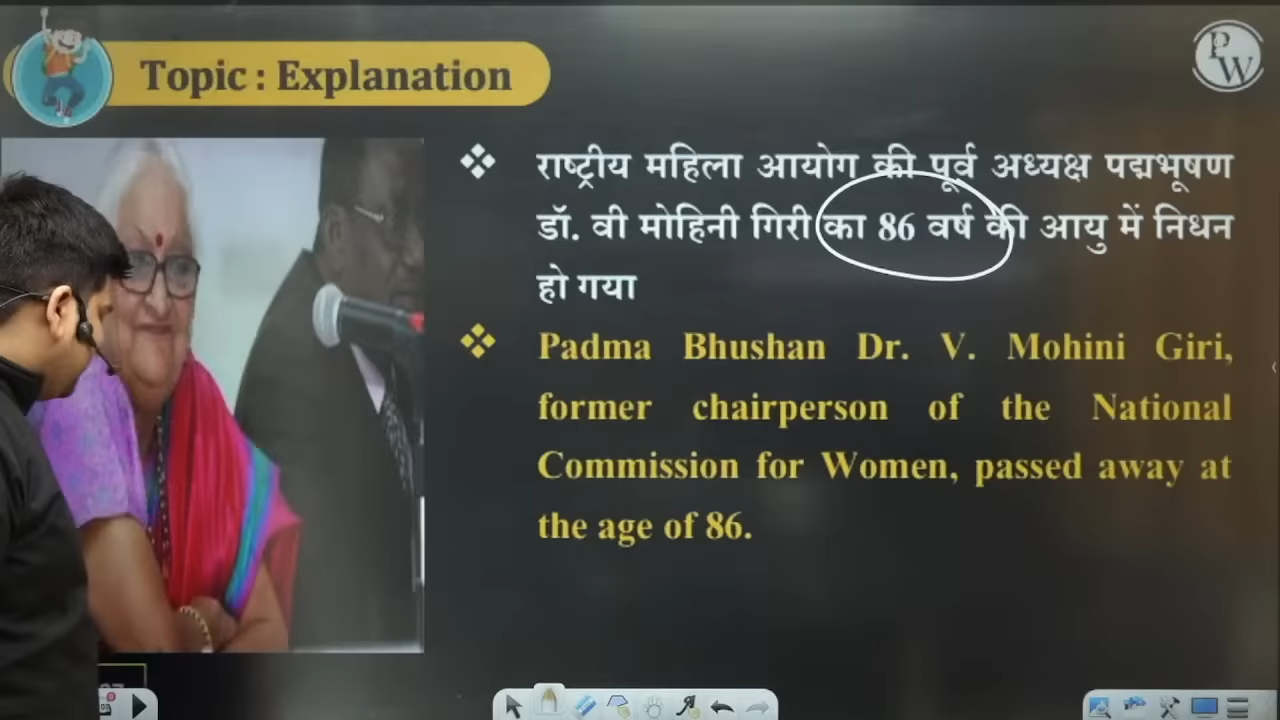 Topic : Explanation
PW
राष्ट्रीय महिला आयोग की पूर्व अध्यक्ष पद्मभूषण
डॉ. वी मोहिनी गिरी का 86 वर्ष की आयु में निधन
हो गया
Padma Bhushan Dr. V. Mohini Giri,
former chairperson of the National
Commission for Women, passed away at
the age of 86.